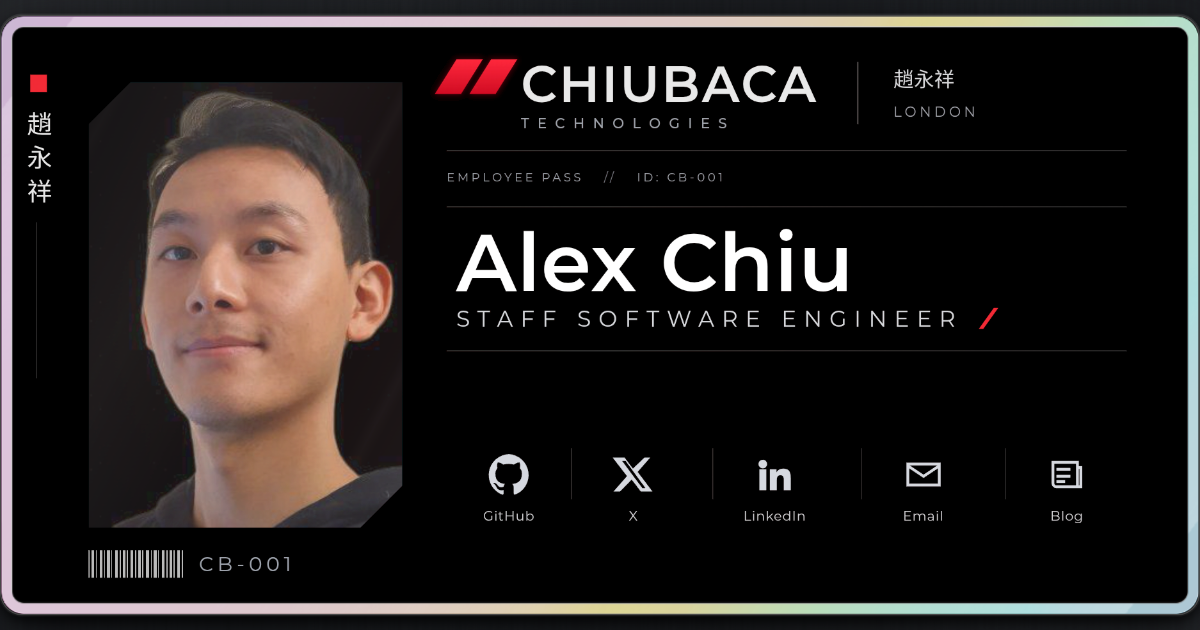 趙永祥
CHIUBACA
TECHNOLOGIES
趙永祥
LONDON
EMPLOYEE PASS // ID: CB-001
Alex Chiu
STAFF SOFTWARE ENGINEER /
GitHub
X
LinkedIn
Email
Blog
CB-001